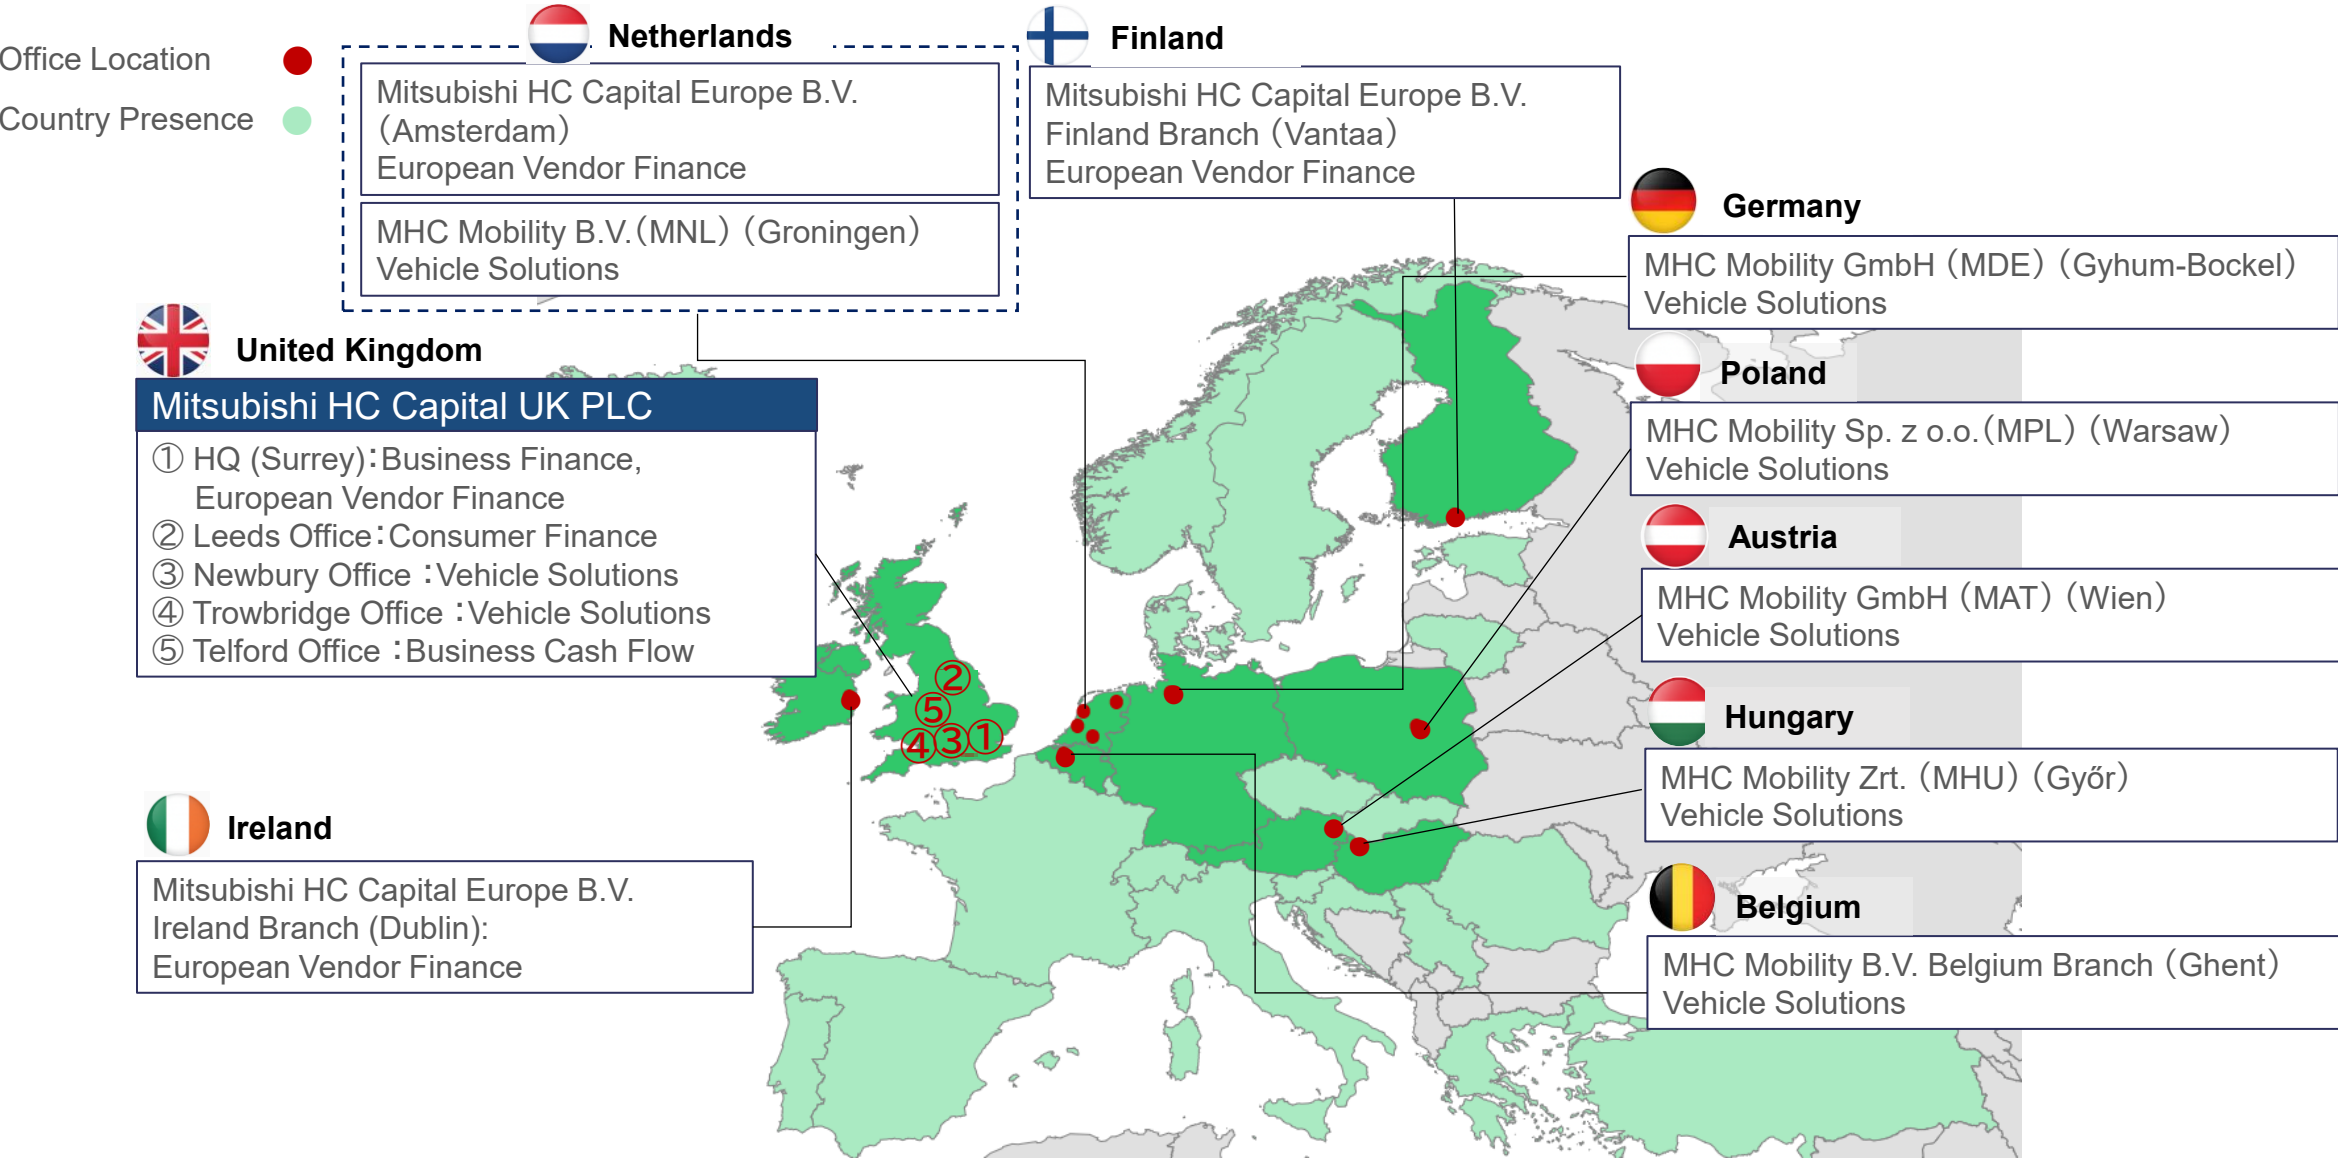 Office Location
Country Presence
Netherlands
Mitsubishi HC Capital Europe B.V.
（Amsterdam）
European Vendor Finance
MHC Mobility B.V.（MNL）（Groningen）
Vehicle Solutions
Finland
Mitsubishi HC Capital Europe B.V.
Finland Branch（Vantaa）
European Vendor Finance
Germany
MHC Mobility GmbH（MDE）（Gyhum-Bockel）
Vehicle Solutions
United Kingdom
Mitsubishi HC Capital UK PLC
① HQ (Surrey)：Business Finance,
European Vendor Finance
② Leeds Office：Consumer Finance
③ Newbury Office ：Vehicle Solutions
④ Trowbridge Office ：Vehicle Solutions
⑤ Telford Office ：Business Cash Flow
Poland
MHC Mobility Sp. z o.o.（MPL）（Warsaw）
Vehicle Solutions
Austria
MHC Mobility GmbH（MAT）（Wien）
Vehicle Solutions
②
⑤
④③①
Hungary
MHC Mobility Zrt.（MHU）（Győr）
Vehicle Solutions
Ireland
Mitsubishi HC Capital Europe B.V.
Ireland Branch (Dublin):
European Vendor Finance
Belgium
MHC Mobility B.V. Belgium Branch（Ghent）
Vehicle Solutions